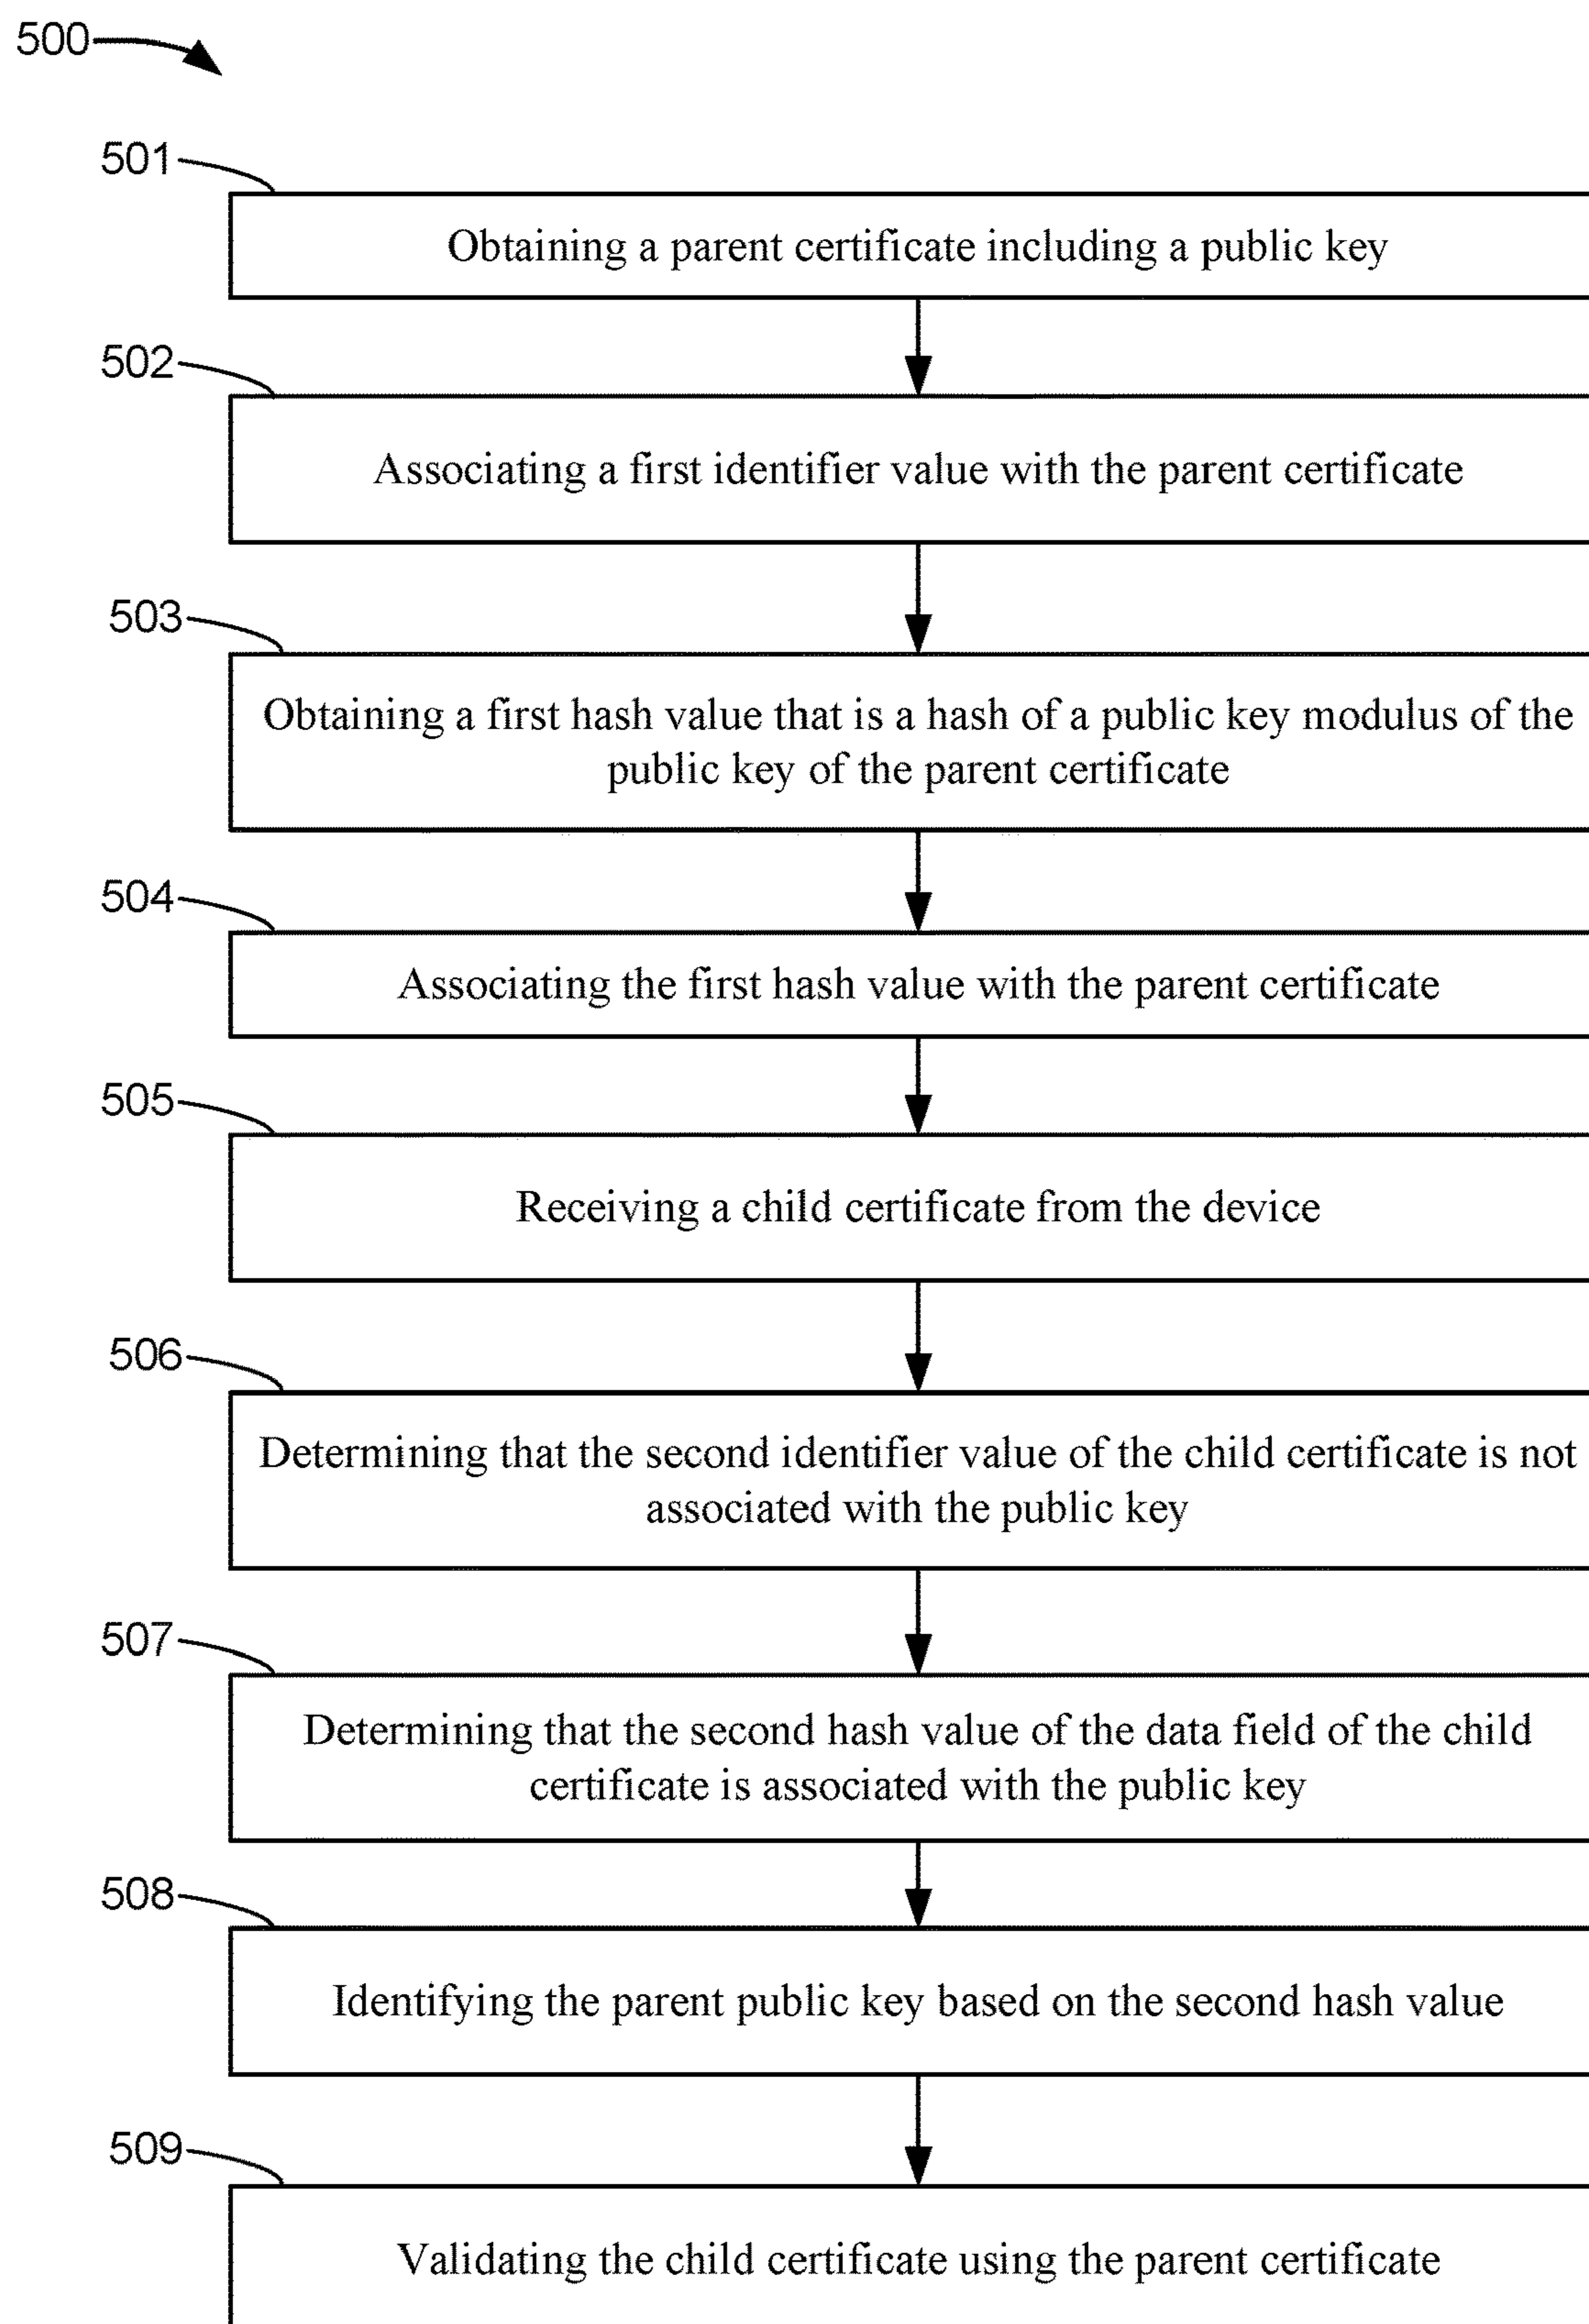 500
501
Obtaining a parent certificate including a public key
502
Associating a first identifier value with the parent certificate
503
Obtaining a first hash value that is a hash of a public key modulus of the
public key of the parent certificate
504
Associating the first hash value with the parent certificate
505
Receiving a child certificate from the device
506
Determining that the second identifier value of the child certificate is not
associated with the public key
507
Determining that the second hash value of the data field of the child
certificate is associated with the public key
508
Identifying the parent public key based on the second hash value
509
Validating the child certificate using the parent certificate